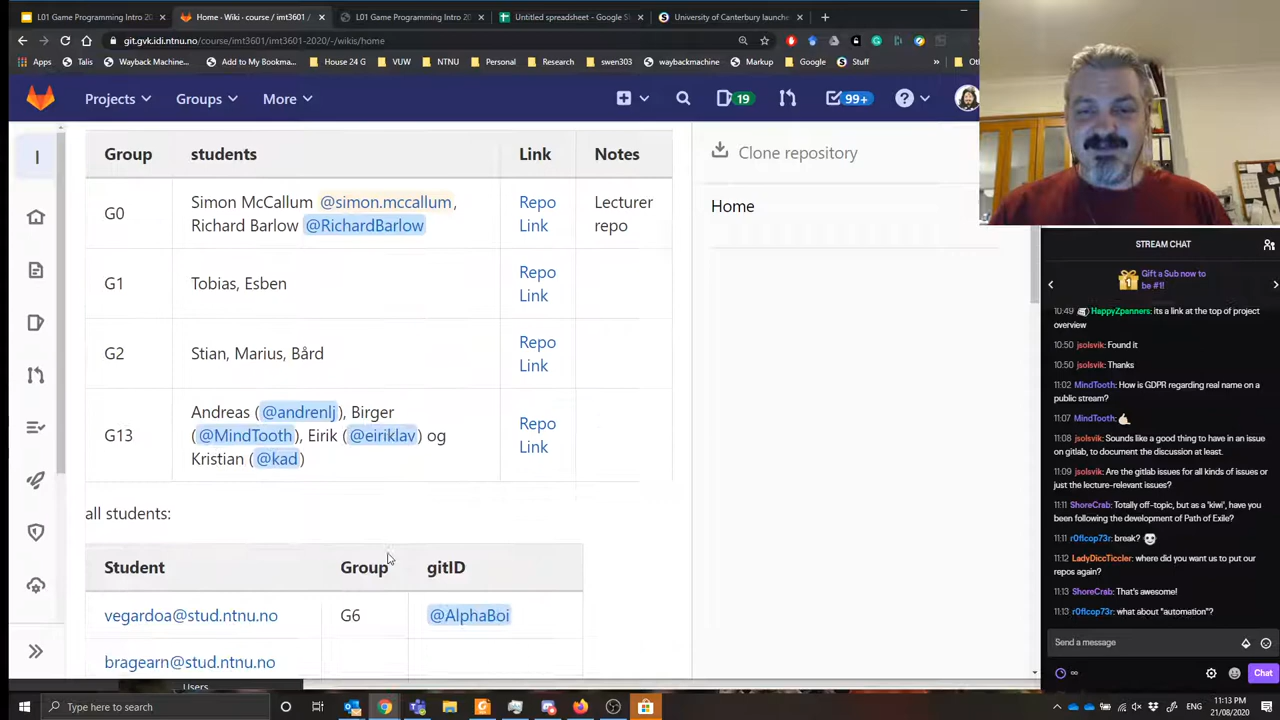 L01 Game Programming Intro 20
Home - Wiki - course / imt3601 /
L01 Game Programming Intro 20
Untitled spreadsheet - Google S
University of Canterbury launche
git.gvk.idi.ntnu.no/course/imt3601/imt3601-2020/-/wikis/home
Apps
Talis
Wayback Machine...
Add to My Bookmark...
House 24 G
VUW
NTNU
Personal
Research
swen303
waybackmachine
Markup
Google
Stuff
Projects
Groups
More
19
99+
Group
students
Link
Notes
G0
Simon McCallum @simon.mccallum,
Richard Barlow @RichardBarlow
Repo
Link
Lecturer
repo
G1
Tobias, Esben
Repo
Link
G2
Stian, Marius, Bård
Repo
Link
G13
Andreas (@andrenlj), Birger
(@MindTooth), Eirik (@eiriklav) og
Kristian (@kad)
Repo
Link
all students:
Student
Group
gitID
vegardoa@stud.ntnu.no
G6
@AlphaBoi
bragearn@stud.ntnu.no
Users
I
Clone repository
Home
STREAM CHAT
Gift a Sub now to
be #1!
1
10:49 HappyZpanners: its a link at the top of project
overview
10:50 jsolsvik: Found it
10:50 jsolsvik: Thanks
11:02 MindTooth: How is GDPR regarding real name on a
public stream?
11:07 MindTooth:
11:08 jsolsvik: Sounds like a good thing to have in an issue
on gitlab, to document the discussion at least.
11:09 jsolsvik: Are the gitlab issues for all kinds of issues or
just the lecture-relevant issues?
11:11 ShoreCrab: Totally off-topic, but as a 'kiwi', have you
been following the development of Path of Exile?
11:11 r0flcop73r: break?
11:12 LadyDiccTiccler: where did you want us to put our
repos again?
11:13 ShoreCrab: That's awesome!
11:13 r0flcop73r: what about "automation"?
Send a message
Chat
Type here to search
ENG
11:13 PM
21/08/2020